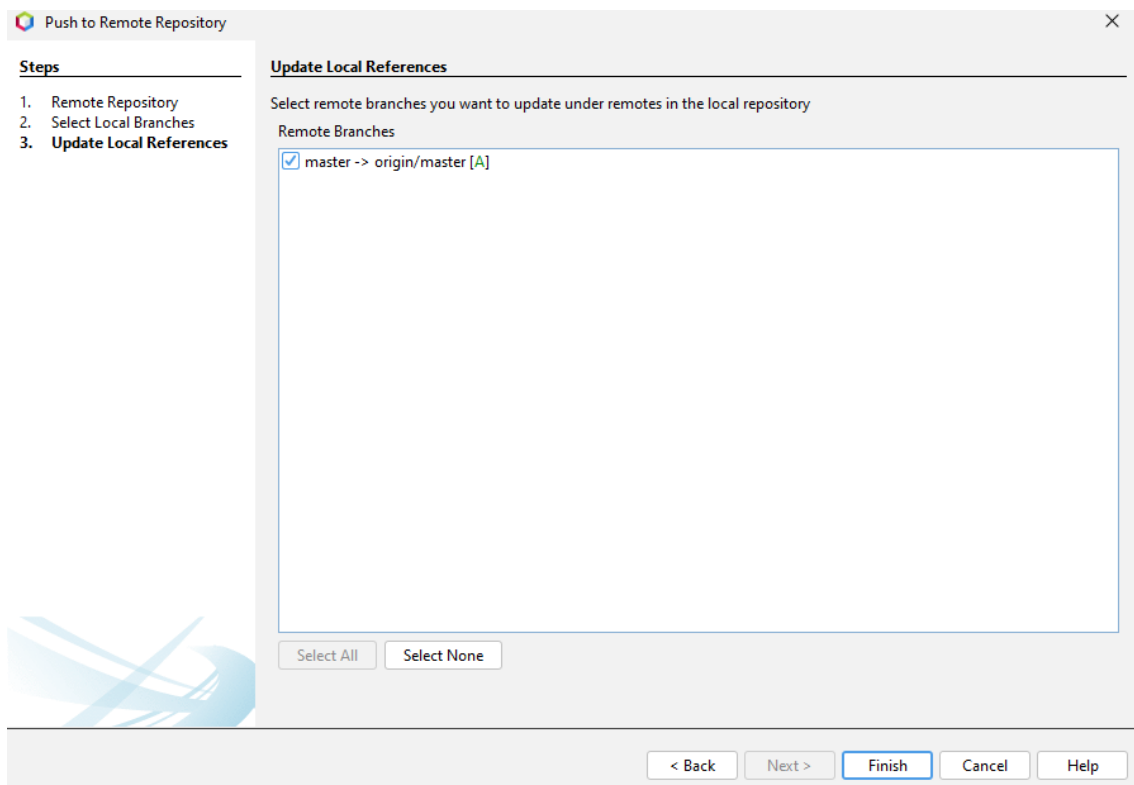 Push to Remote Repository
Steps
1. Remote Repository
2. Select Local Branches
3. Update Local References
Update Local References
Select remote branches you want to update under remotes in the local repository
Remote Branches
master -> origin/master [A]
Select All
Select None
< Back
Next >
Finish
Cancel
Help